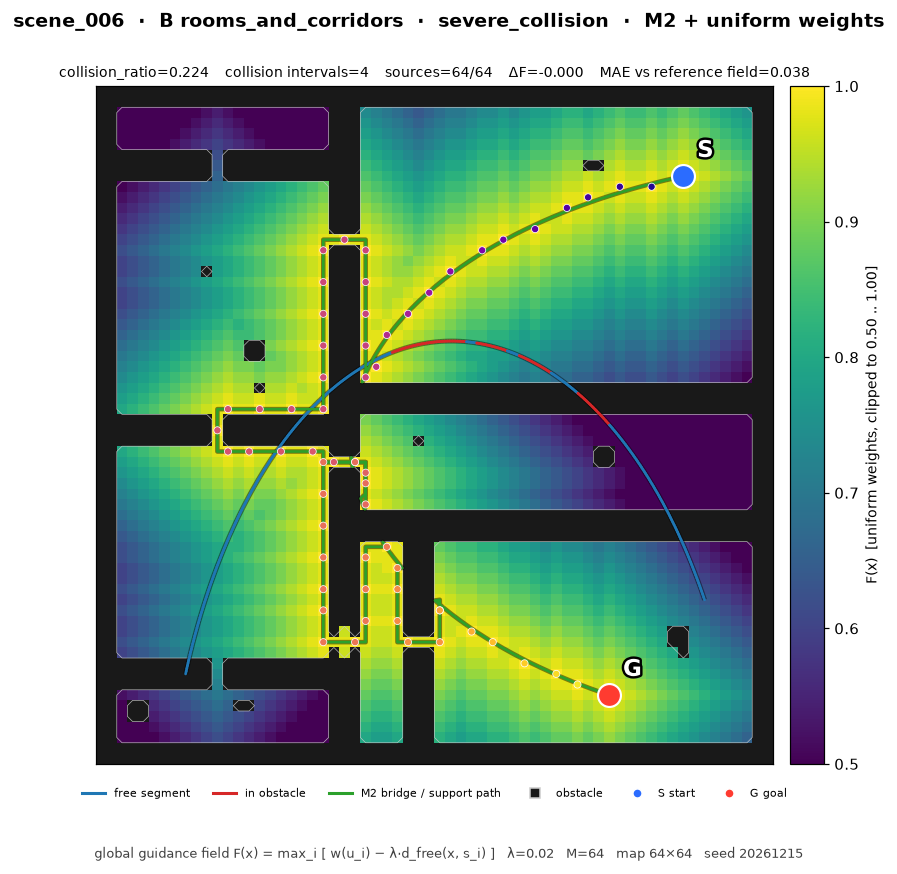 scene_006 · B rooms_and_corridors · severe_collision · M2 + uniform weights
collision_ratio=0.224 collision intervals=4 sources=64/64 ΔF=-0.000 MAE vs reference field=0.038
S
G
1.0
0.9
0.8
0.7
0.6
0.5
F(x) [uniform weights, clipped to 0.50 .. 1.00]
free segment
in obstacle
M2 bridge / support path
obstacle
S start
G goal
global guidance field F(x) = max_i [ w(u_i) − λ·d_free(x, s_i) ] λ=0.02 M=64 map 64×64 seed 20261215